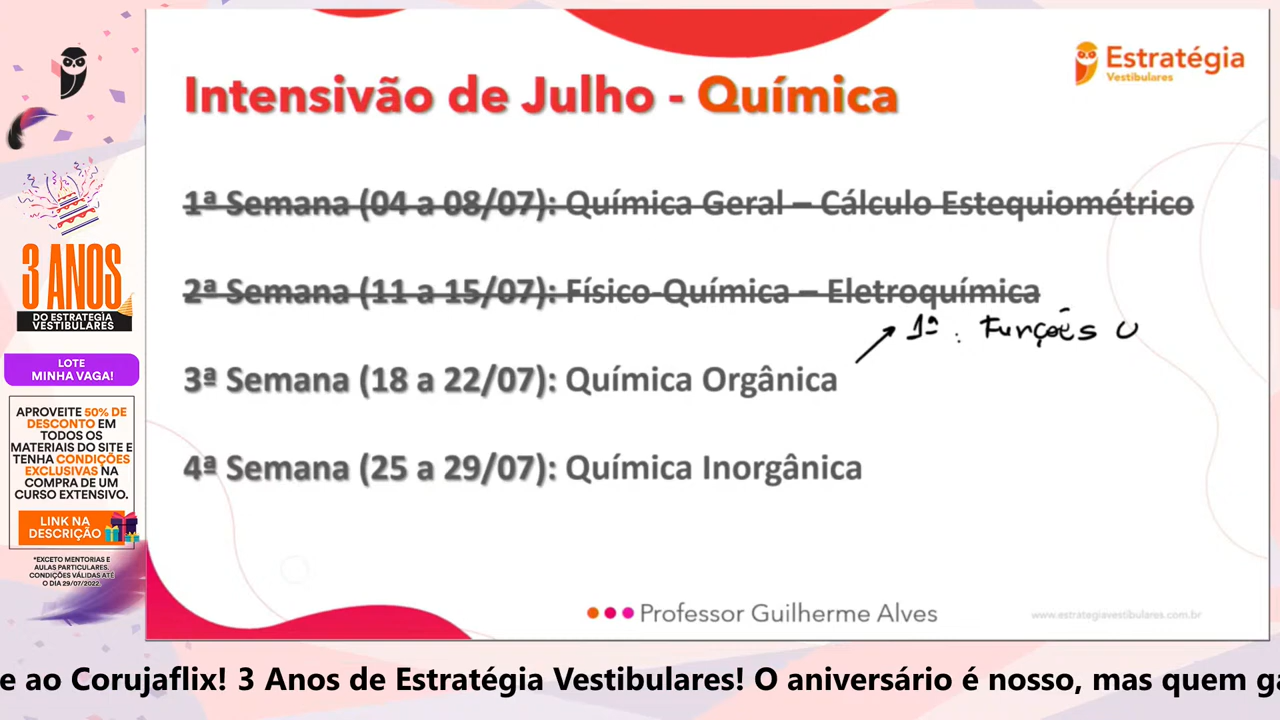 Estratégia
Vestibulares
Intensivão de Julho - Química
1ª Semana (04 a 08/07): Química Geral – Cálculo Estequiométrico
2ª Semana (11 a 15/07): Físico-Química – Eletroquímica
1ª: Funções O
3ª Semana (18 a 22/07): Química Orgânica
4ª Semana (25 a 29/07): Química Inorgânica
Professor Guilherme Alves
www.estrategiavestibulares.com.br
3 ANOS
DO ESTRATEGIA
VESTIBULARES
LOTE
MINHA VAGA!
APROVEITE 50% DE
DESCONTO EM
TODOS OS
MATERIAIS DO SITE E
TENHA CONDIÇÕES
EXCLUSIVAS NA
COMPRA DE UM
CURSO EXTENSIVO.
LINK NA
DESCRIÇÃO
*EXCETO MENTORIAS E
AULAS PARTICULARES.
CONDIÇÕES VÁLIDAS ATÉ
O DIA 29/07/2022.
e ao Corujaflix! 3 Anos de Estratégia Vestibulares! O aniversário é nosso, mas quem ga